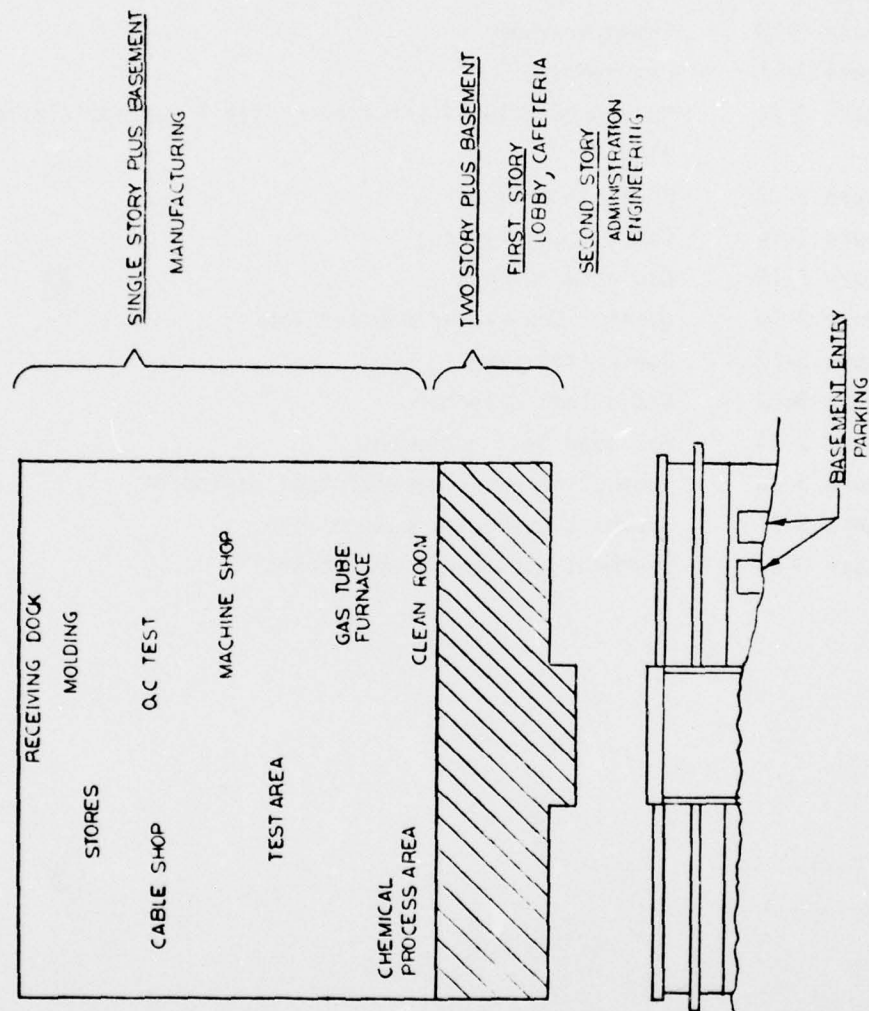 RECEIVING DOCK
MOLDING
STORES
QC TEST
CABLE SHOP
MACHINE SHOP
TEST AREA
GAS TUBE
FURNACE
CHEMICAL
PROCESS AREA
CLEAN ROOM
SINGLE STORY PLUS BASEMENT
MANUFACTURING
TWO STORY PLUS BASEMENT
FIRST STORY
LOBBY, CAFETERIA
SECOND STORY
ADMINISTRATION
ENGINEERING
BASEMENT ENTRY
PARKING